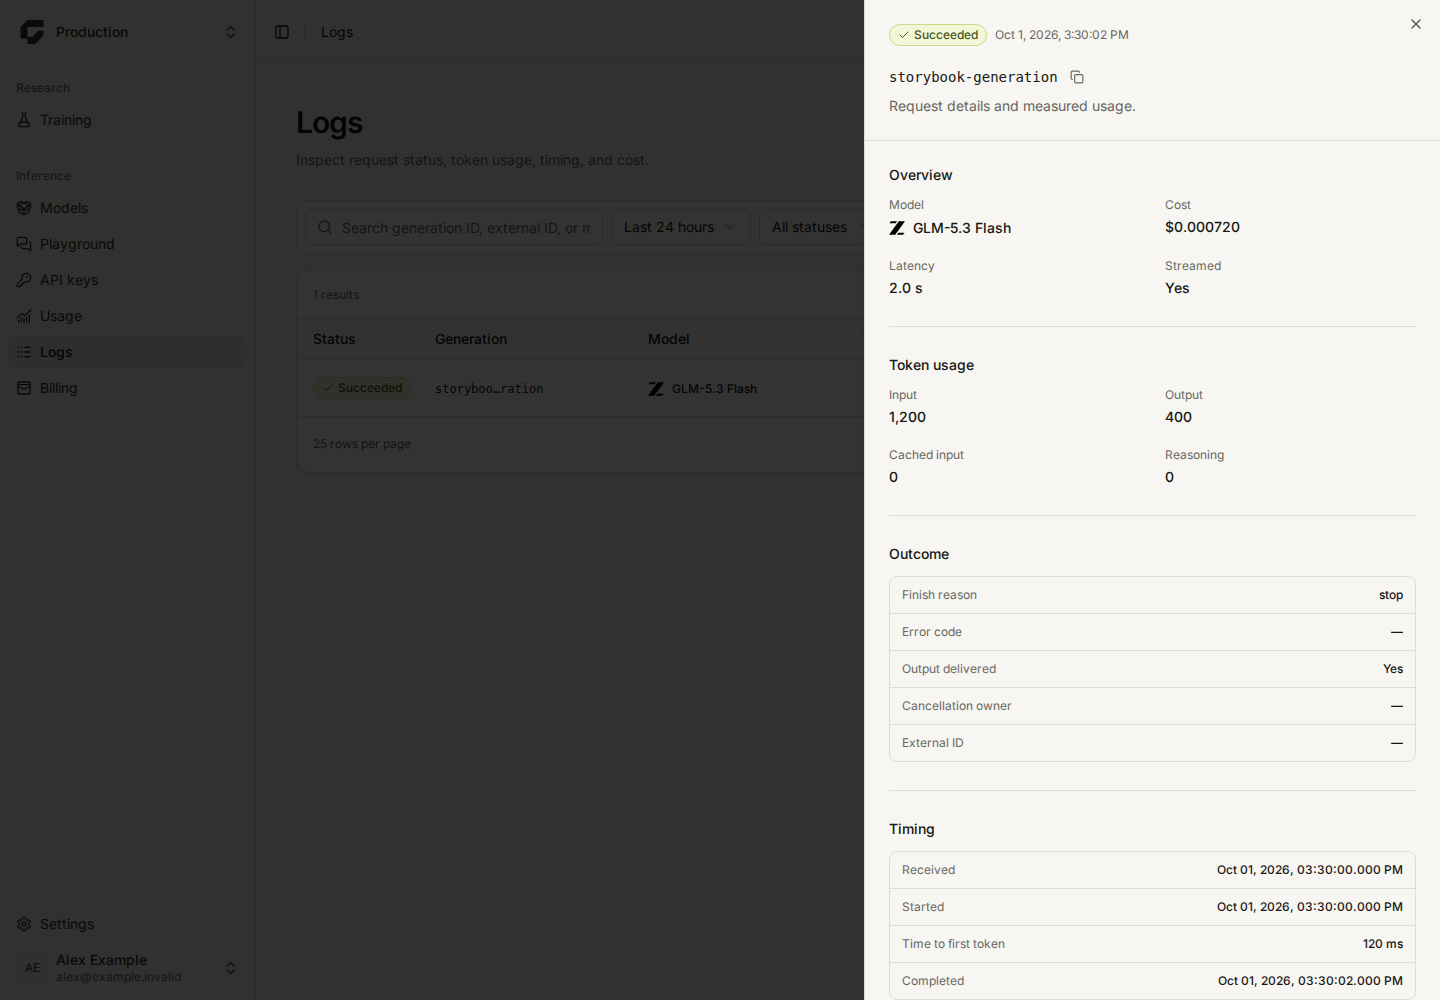 Production
Research
Training
Inference
Models
Playground
API keys
Usage
Logs
Billing
Settings
AE
Alex Example
alex@example.invalid
Logs
Logs
Inspect request status, token usage, timing, and cost.
Search generation ID, external ID, or m
Last 24 hours
All statuses
1 results
Status Generation Model
Succeeded storyboo…ration GLM-5.3 Flash
25 rows per page
Succeeded Oct 1, 2026, 3:30:02 PM
storybook-generation
Request details and measured usage.
Overview
Model Cost
GLM-5.3 Flash $0.000720
Latency Streamed
2.0 s Yes
Token usage
Input Output
1,200 400
Cached input Reasoning
0 0
Outcome
Finish reason stop
Error code —
Output delivered Yes
Cancellation owner —
External ID —
Timing
Received Oct 01, 2026, 03:30:00.000 PM
Started Oct 01, 2026, 03:30:00.000 PM
Time to first token 120 ms
Completed Oct 01, 2026, 03:30:02.000 PM